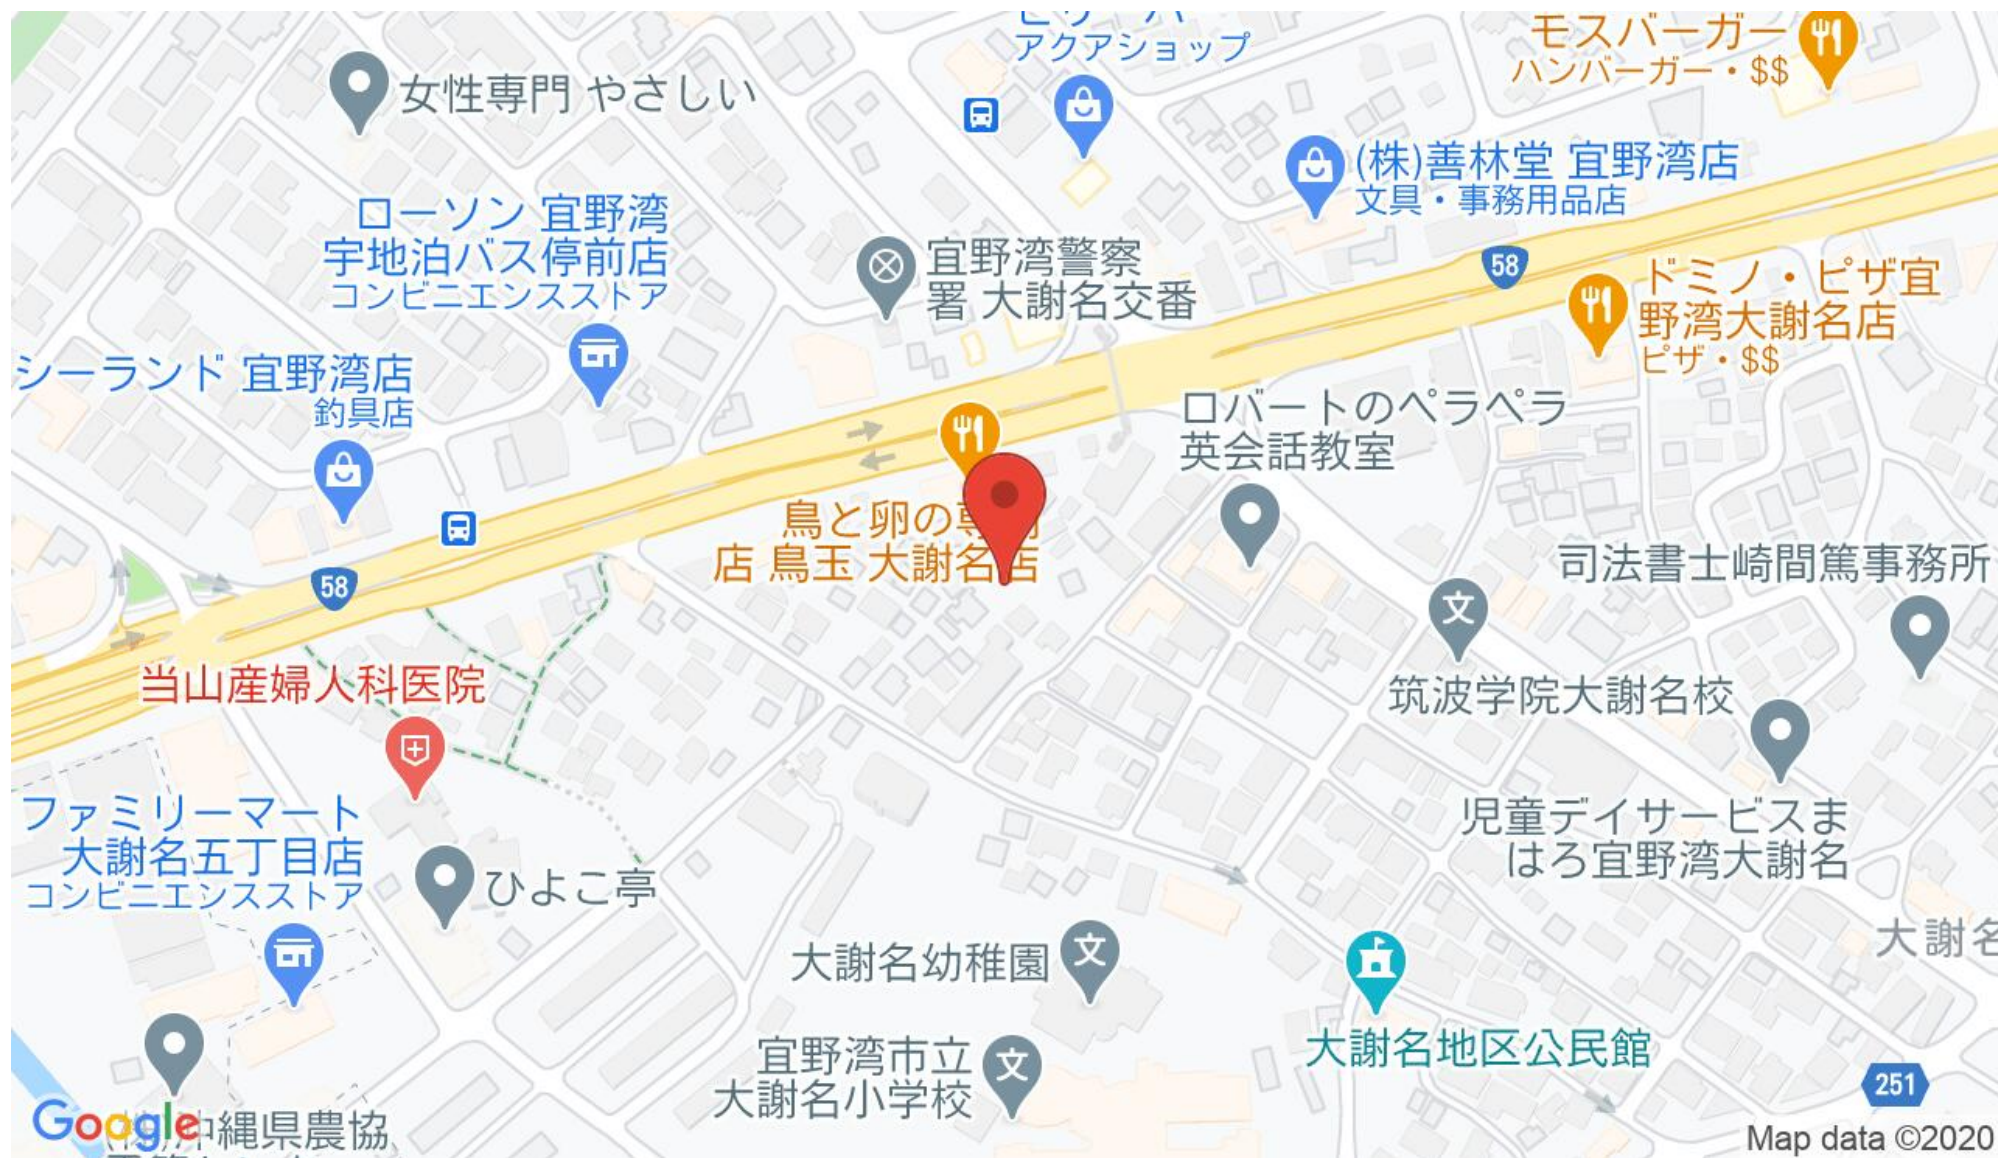 アクアショップ
モスバーガー
ハンバーガー・$$
女性専門 やさしい
(株)善林堂 宜野湾店
文具・事務用品店
ローソン 宜野湾
宇地泊バス停前店
コンビニエンスストア
宜野湾警察
署 大謝名交番
58
ドミノ・ピザ宜
野湾大謝名店
ピザ・$$
シーランド 宜野湾店
釣具店
ロバートのペラペラ
英会話教室
鳥と卵の
店 鳥玉 大謝名店
58
司法書士崎間篤事務所
文
当山産婦人科医院
筑波学院大謝名校
ファミリーマート
大謝名五丁目店
コンビニエンスストア
児童デイサービスま
はろ宜野湾大謝名
ひよこ亭
大謝名
大謝名幼稚園
文
大謝名地区公民館
宜野湾市立
大謝名小学校
文
251
Google
沖縄県農協
Map data ©2020